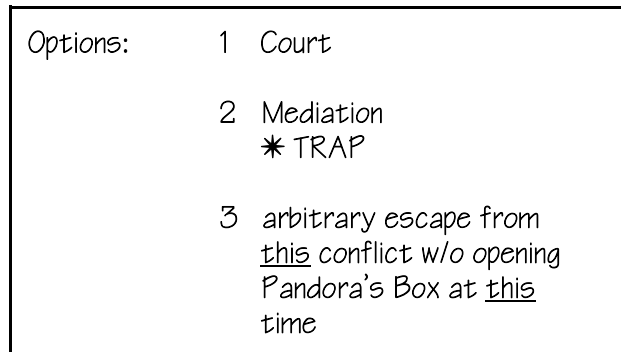 Options: 1 Court
2 Mediation
✷ TRAP
3 arbitrary escape from
this conflict w/o opening
Pandora's Box at this
time